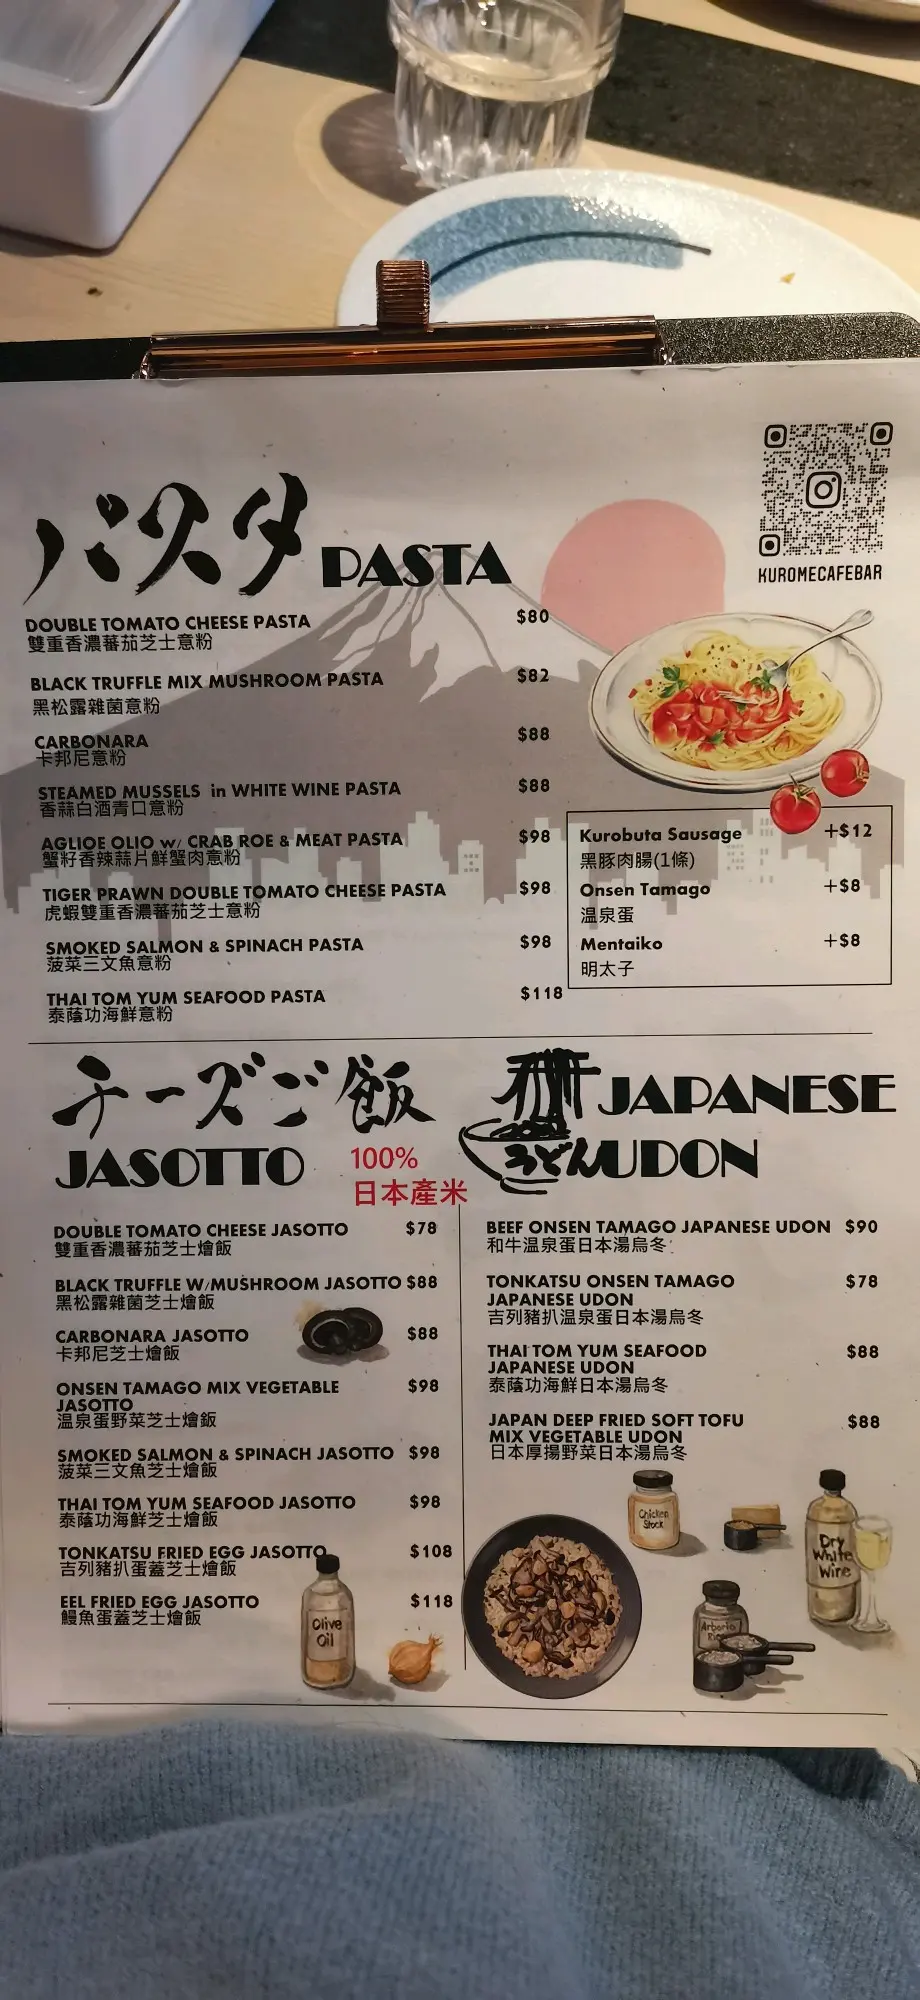 パスタ PASTA
KUROMECAFEBAR
DOUBLE TOMATO CHEESE PASTA $80
雙重香濃蕃茄芝士意粉
BLACK TRUFFLE MIX MUSHROOM PASTA $82
黑松露雜菌意粉
CARBONARA $88
卡邦尼意粉
STEAMED MUSSELS in WHITE WINE PASTA $88
香蒜白酒青口意粉
AGLIOE OLIO w/ CRAB ROE & MEAT PASTA $98
蟹籽香辣蒜片鮮蟹肉意粉
TIGER PRAWN DOUBLE TOMATO CHEESE PASTA $98
虎蝦雙重香濃蕃茄芝士意粉
SMOKED SALMON & SPINACH PASTA $98
菠菜三文魚意粉
THAI TOM YUM SEAFOOD PASTA $118
泰蔭功海鮮意粉
Kurobuta Sausage +$12
黑豚肉腸(1條)
Onsen Tamago +$8
温泉蛋
Mentaiko +$8
明太子
チーズご飯
JASOTTO
100%
日本產米
DOUBLE TOMATO CHEESE JASOTTO $78
雙重香濃蕃茄芝士燴飯
BLACK TRUFFLE W/MUSHROOM JASOTTO $88
黑松露雜菌芝士燴飯
CARBONARA JASOTTO $88
卡邦尼芝士燴飯
ONSEN TAMAGO MIX VEGETABLE $98
JASOTTO
温泉蛋野菜芝士燴飯
SMOKED SALMON & SPINACH JASOTTO $98
菠菜三文魚芝士燴飯
THAI TOM YUM SEAFOOD JASOTTO $98
泰蔭功海鮮芝士燴飯
TONKATSU FRIED EGG JASOTTO $108
吉列豬扒蛋蓋芝士燴飯
EEL FRIED EGG JASOTTO $118
鰻魚蛋蓋芝士燴飯
Olive
Oil
JAPANESE
うどん UDON
BEEF ONSEN TAMAGO JAPANESE UDON $90
和牛温泉蛋日本湯烏冬
TONKATSU ONSEN TAMAGO $78
JAPANESE UDON
吉列豬扒温泉蛋日本湯烏冬
THAI TOM YUM SEAFOOD $88
JAPANESE UDON
泰蔭功海鮮日本湯烏冬
JAPAN DEEP FRIED SOFT TOFU $88
MIX VEGETABLE UDON
日本厚揚野菜日本湯烏冬
Chicken
Stock
Dry
White
Wine
Arborio
Rice